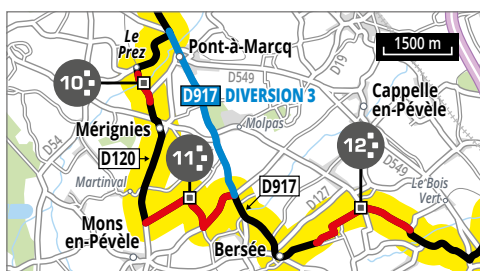 Le
Prez
Pont-à-Marcq
1500 m
D19
D549
10
D917 DIVERSION 3
Cappelle
en-Pévèle
Molpas
Mérignies
12
D54
D120
11
D549
Martinval
D917
D127
Le Bois
Vert
Mons
en-Pévèle
Bersée